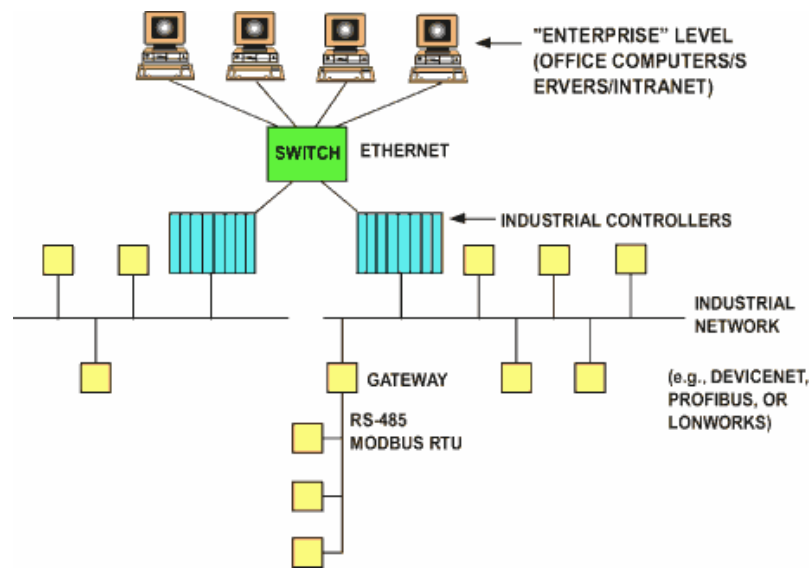 "ENTERPRISE” LEVEL
(OFFICE COMPUTERS/S
ERVERS/INTRANET)
SWITCH
ETHERNET
INDUSTRIAL CONTROLLERS
INDUSTRIAL
NETWORK
(e.g., DEVICENET,
PROFIBUS, OR
LONWORKS)
GATEWAY
RS-485
MODBUS RTU